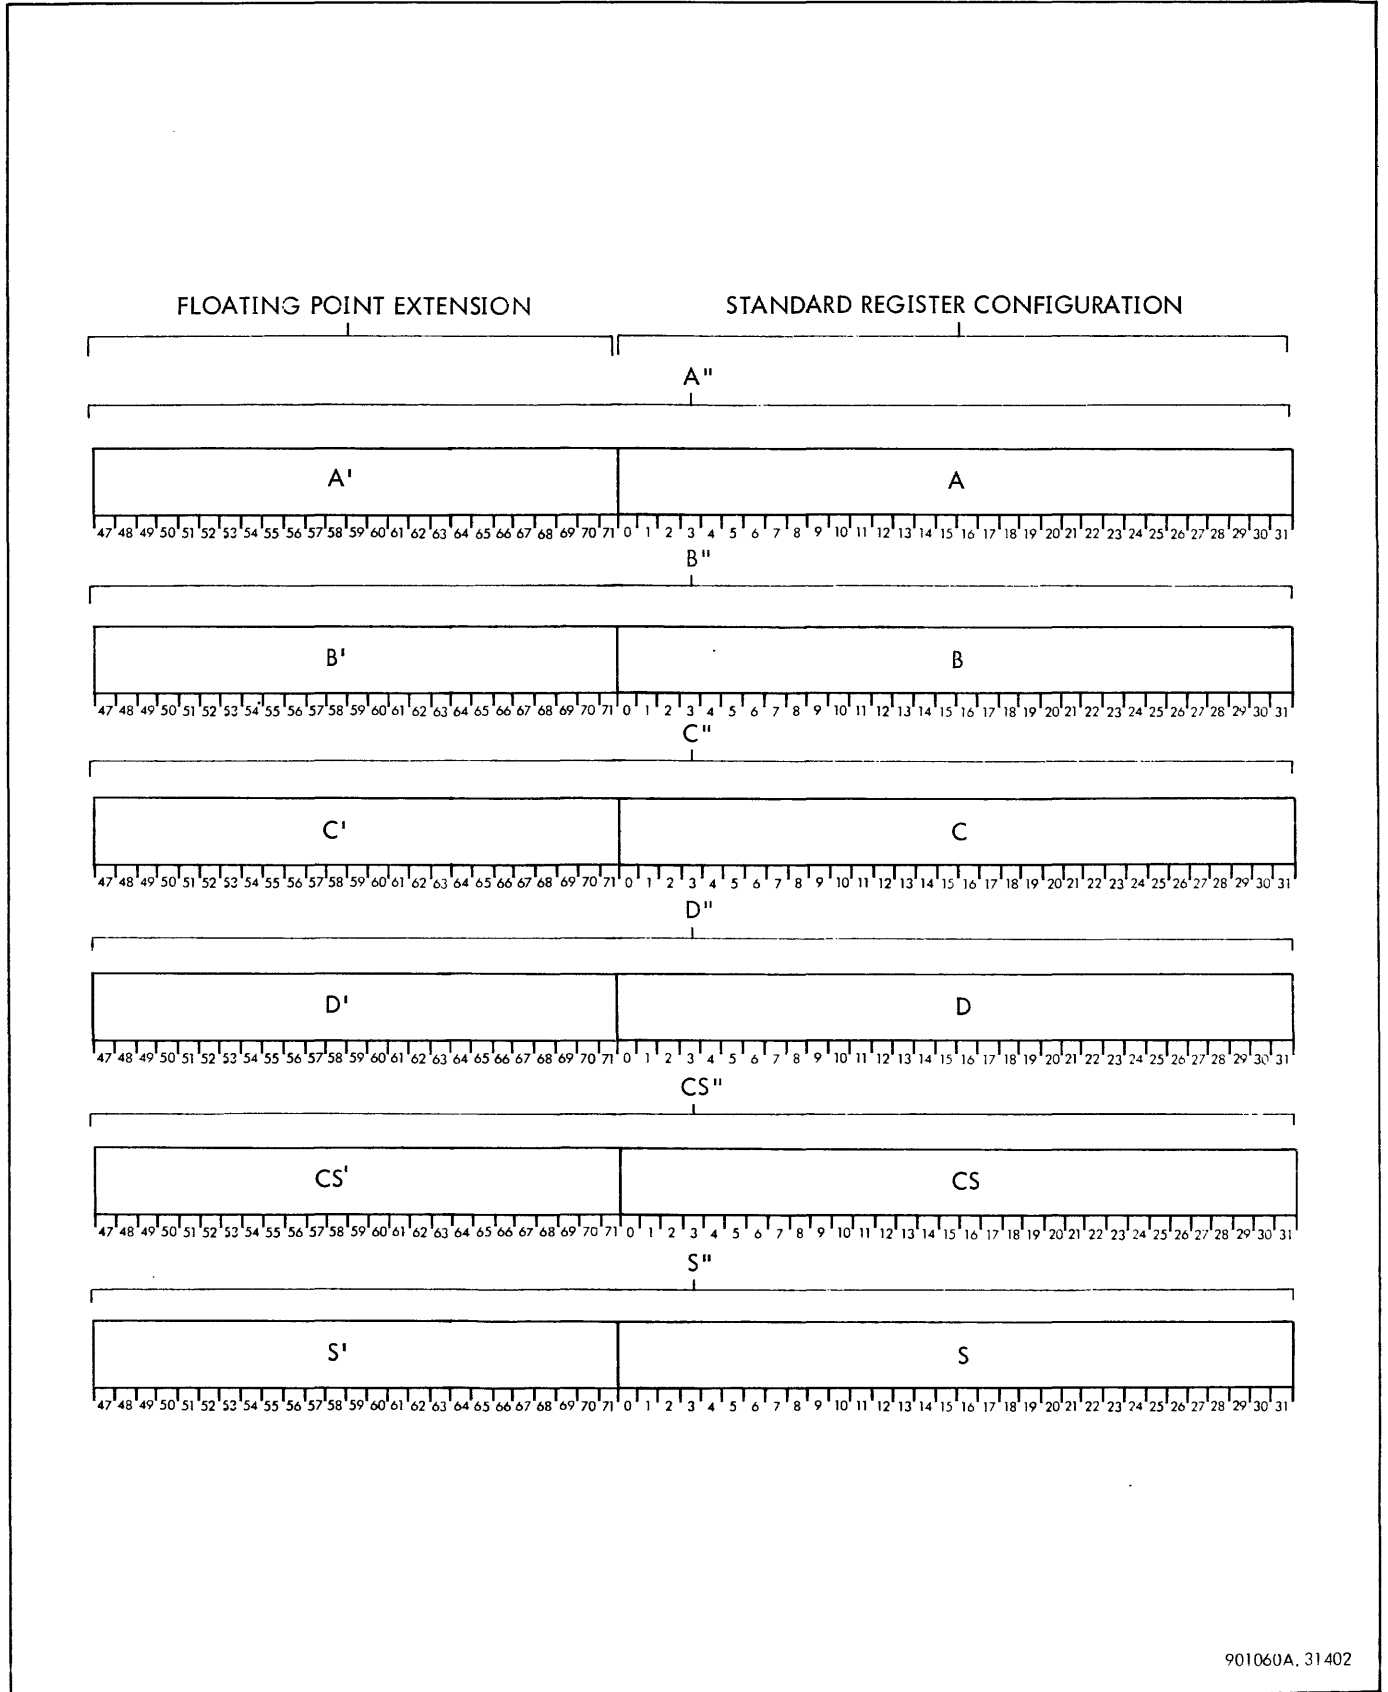 FLOATING POINT EXTENSION STANDARD REGISTER CONFIGURATION
A"
A' A
47 48 49 50 51 52 53 54 55 56 57 58 59 60 61 62 63 64 65 66 67 68 69 70 71 0 1 2 3 4 5 6 7 8 9 10 11 12 13 14 15 16 17 18 19 20 21 22 23 24 25 26 27 28 29 30 31
B"
B' B
47 48 49 50 51 52 53 54 55 56 57 58 59 60 61 62 63 64 65 66 67 68 69 70 71 0 1 2 3 4 5 6 7 8 9 10 11 12 13 14 15 16 17 18 19 20 21 22 23 24 25 26 27 28 29 30 31
C"
C' C
47 48 49 50 51 52 53 54 55 56 57 58 59 60 61 62 63 64 65 66 67 68 69 70 71 0 1 2 3 4 5 6 7 8 9 10 11 12 13 14 15 16 17 18 19 20 21 22 23 24 25 26 27 28 29 30 31
D"
D' D
47 48 49 50 51 52 53 54 55 56 57 58 59 60 61 62 63 64 65 66 67 68 69 70 71 0 1 2 3 4 5 6 7 8 9 10 11 12 13 14 15 16 17 18 19 20 21 22 23 24 25 26 27 28 29 30 31
CS"
CS' CS
47 48 49 50 51 52 53 54 55 56 57 58 59 60 61 62 63 64 65 66 67 68 69 70 71 0 1 2 3 4 5 6 7 8 9 10 11 12 13 14 15 16 17 18 19 20 21 22 23 24 25 26 27 28 29 30 31
S"
S' S
47 48 49 50 51 52 53 54 55 56 57 58 59 60 61 62 63 64 65 66 67 68 69 70 71 0 1 2 3 4 5 6 7 8 9 10 11 12 13 14 15 16 17 18 19 20 21 22 23 24 25 26 27 28 29 30 31
901060A. 31402